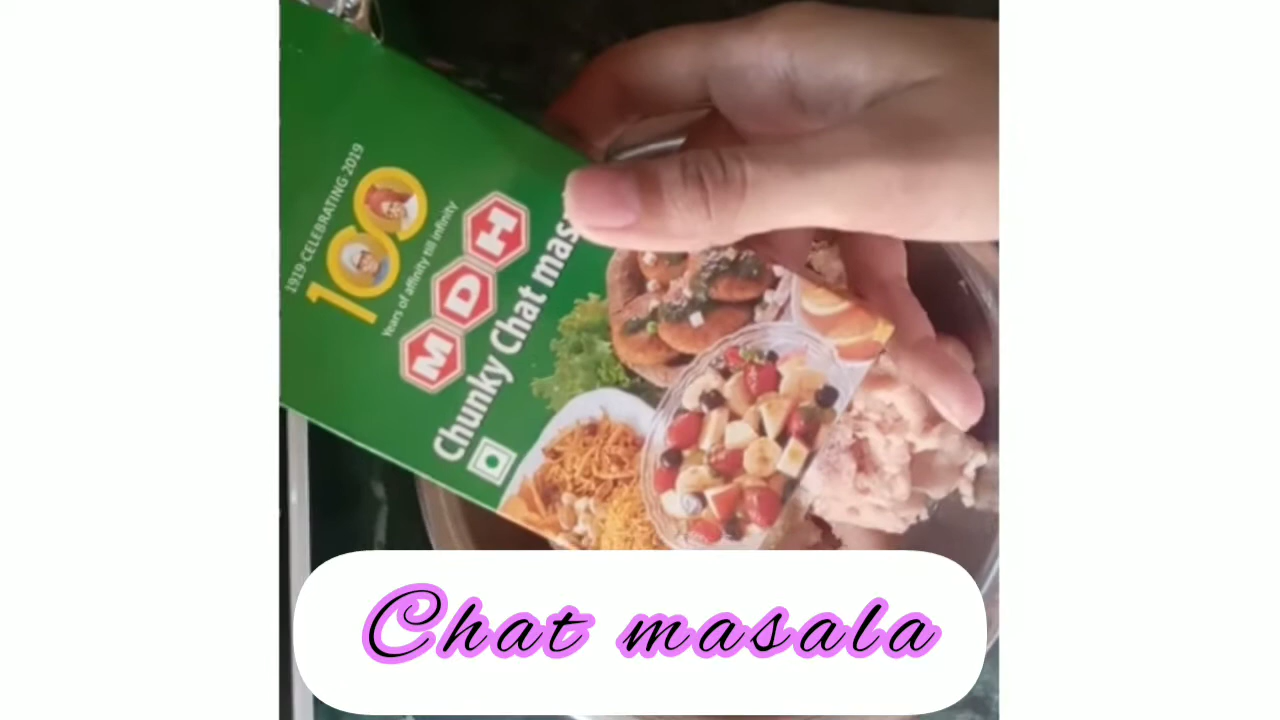 1919·CELEBRATING·2019
100
Years of affinity till infinity
MDH
Chunky Chat mas
Chat masala